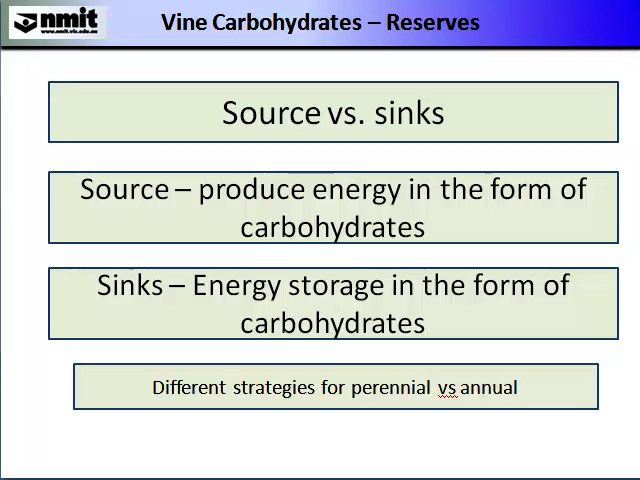 nmit
www.nmit.vic.edu.au
Vine Carbohydrates – Reserves
Source vs. sinks
Source – produce energy in the form of
carbohydrates
Sinks – Energy storage in the form of
carbohydrates
Different strategies for perennial vs annual